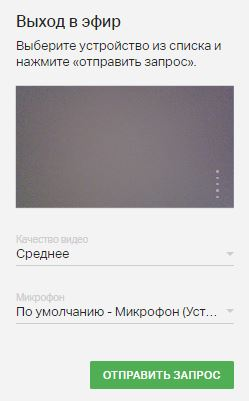 Выход в эфир
Выберите устройство из списка и
нажмите «отправить запрос».
Качество видео
Среднее
Микрофон
По умолчанию - Микрофон (Уст...
ОТПРАВИТЬ ЗАПРОС